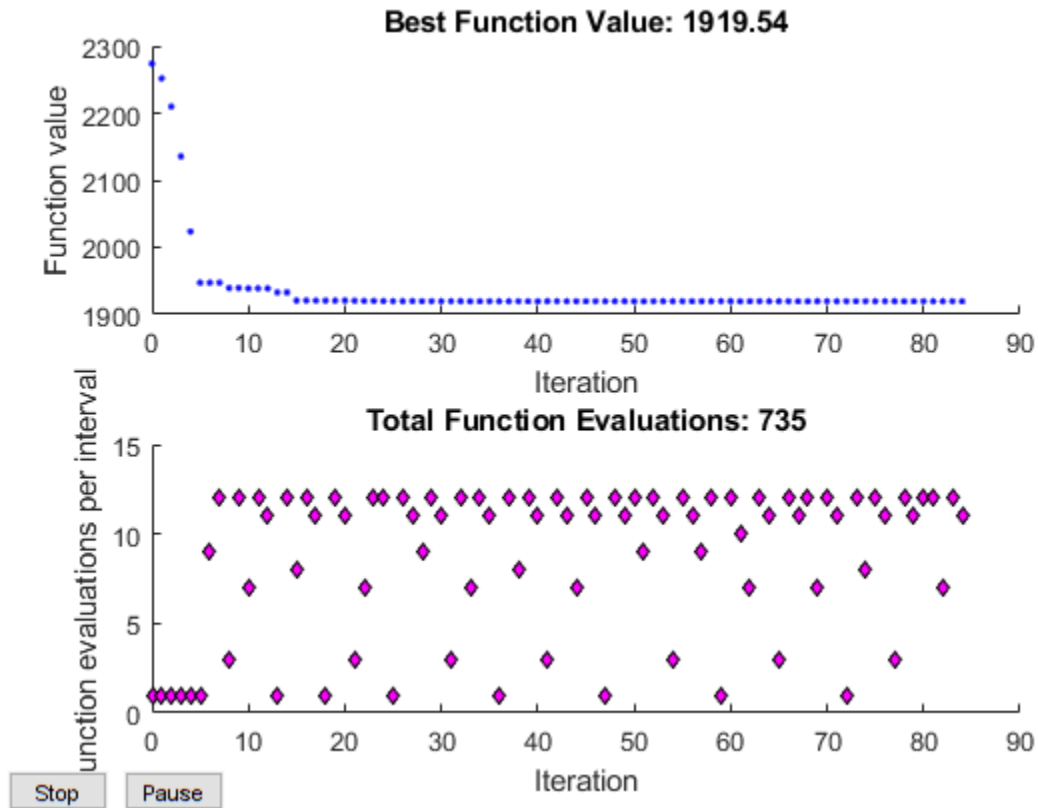 Best Function Value: 1919.54
2300
2200
2100
2000
1900
Function value
0 10 20 30 40 50 60 70 80 90
Iteration
Total Function Evaluations: 735
15
10
5
0
unction evaluations per interval
0 10 20 30 40 50 60 70 80 90
Iteration
Stop Pause